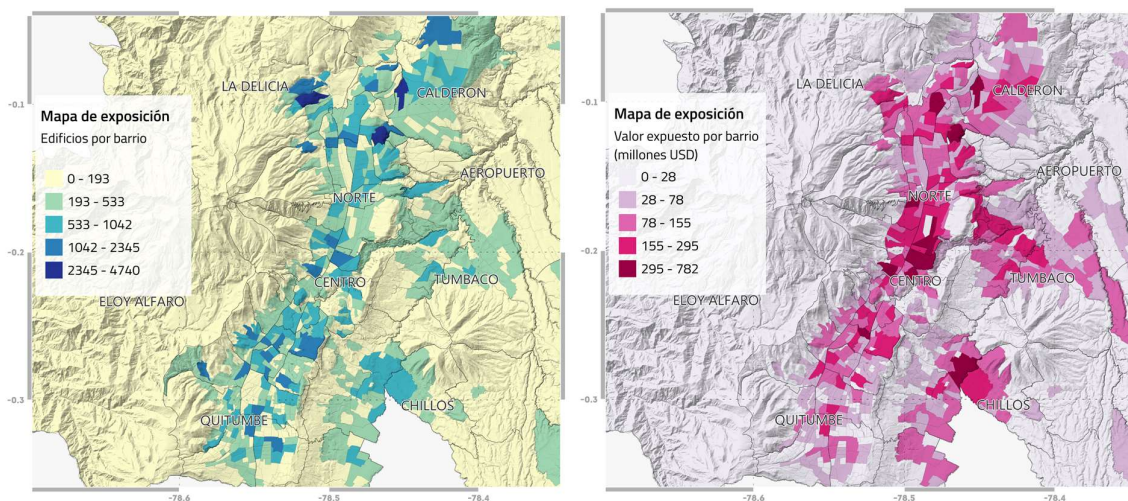 LA DELICIA
CALDERON
-0.1
Mapa de exposición
Edificios por barrio
0 - 193
193 - 533
533 - 1042
1042 - 2345
2345 - 4740
AEROPUERTO
NORTE
-0.2
CENTRO
TUMBACO
ELOY ALFARO
-0.3
CHILLOS
QUITUMBE
-78.6
-78.5
-78.4
LA DELICIA
CALDERON
-0.1
Mapa de exposición
Valor expuesto por barrio
(millones USD)
0 - 28
28 - 78
78 - 155
155 - 295
295 - 782
AEROPUERTO
NORTE
-0.2
CENTRO
TUMBACO
ELOY ALFARO
-0.3
CHILLOS
QUITUMBE
-78.6
-78.5
-78.4